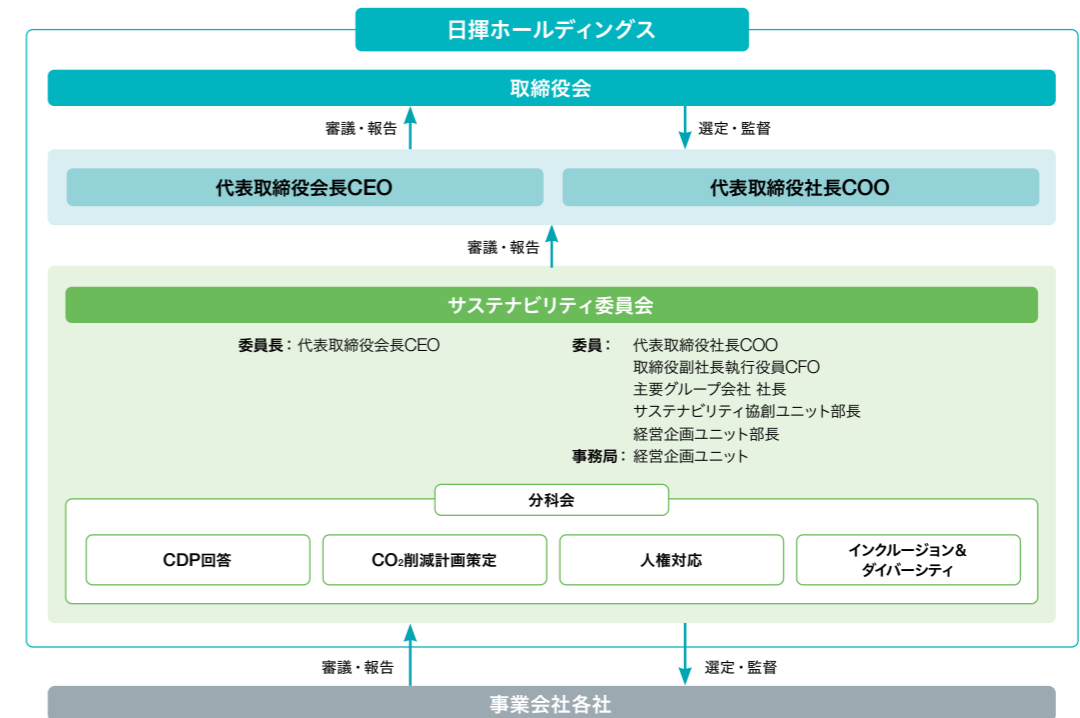 日揮ホールディングス
取締役会
審議・報告
選定・監督
代表取締役会長CEO
代表取締役社長COO
審議・報告
サステナビリティ委員会
委員長：代表取締役会長CEO
委員： 代表取締役社長COO
取締役副社長執行役員CFO
主要グループ会社 社長
サステナビリティ協創ユニット部長
経営企画ユニット部長
事務局：経営企画ユニット
分科会
CDP回答
CO₂削減計画策定
人権対応
インクルージョン&
ダイバーシティ
審議・報告
選定・監督
事業会社各社